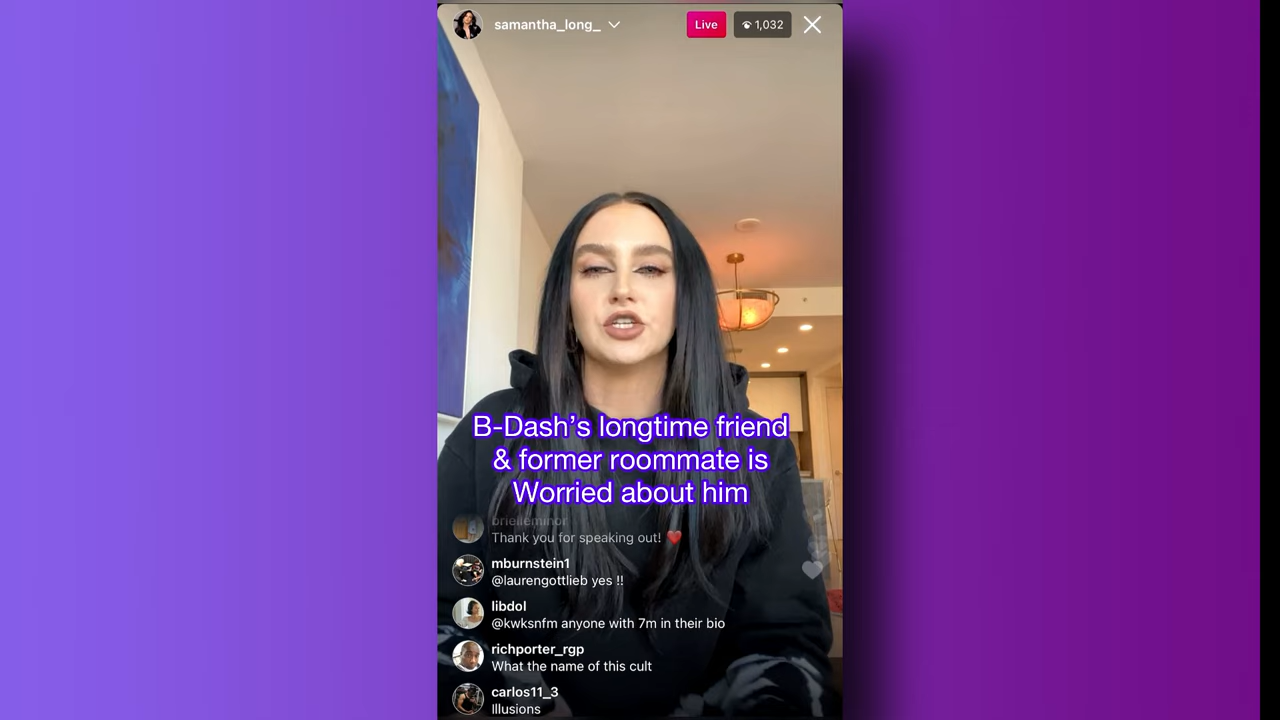 samantha_long_
Live
1,032
B-Dash’s longtime friend
& former roommate is
Worried about him
brielleminor
Thank you for speaking out! ❤️
mburnstein1
@laurengottlieb yes !!
libdol
@kwksnfm anyone with 7m in their bio
richporter_rgp
What the name of this cult
carlos11_3
Illusions